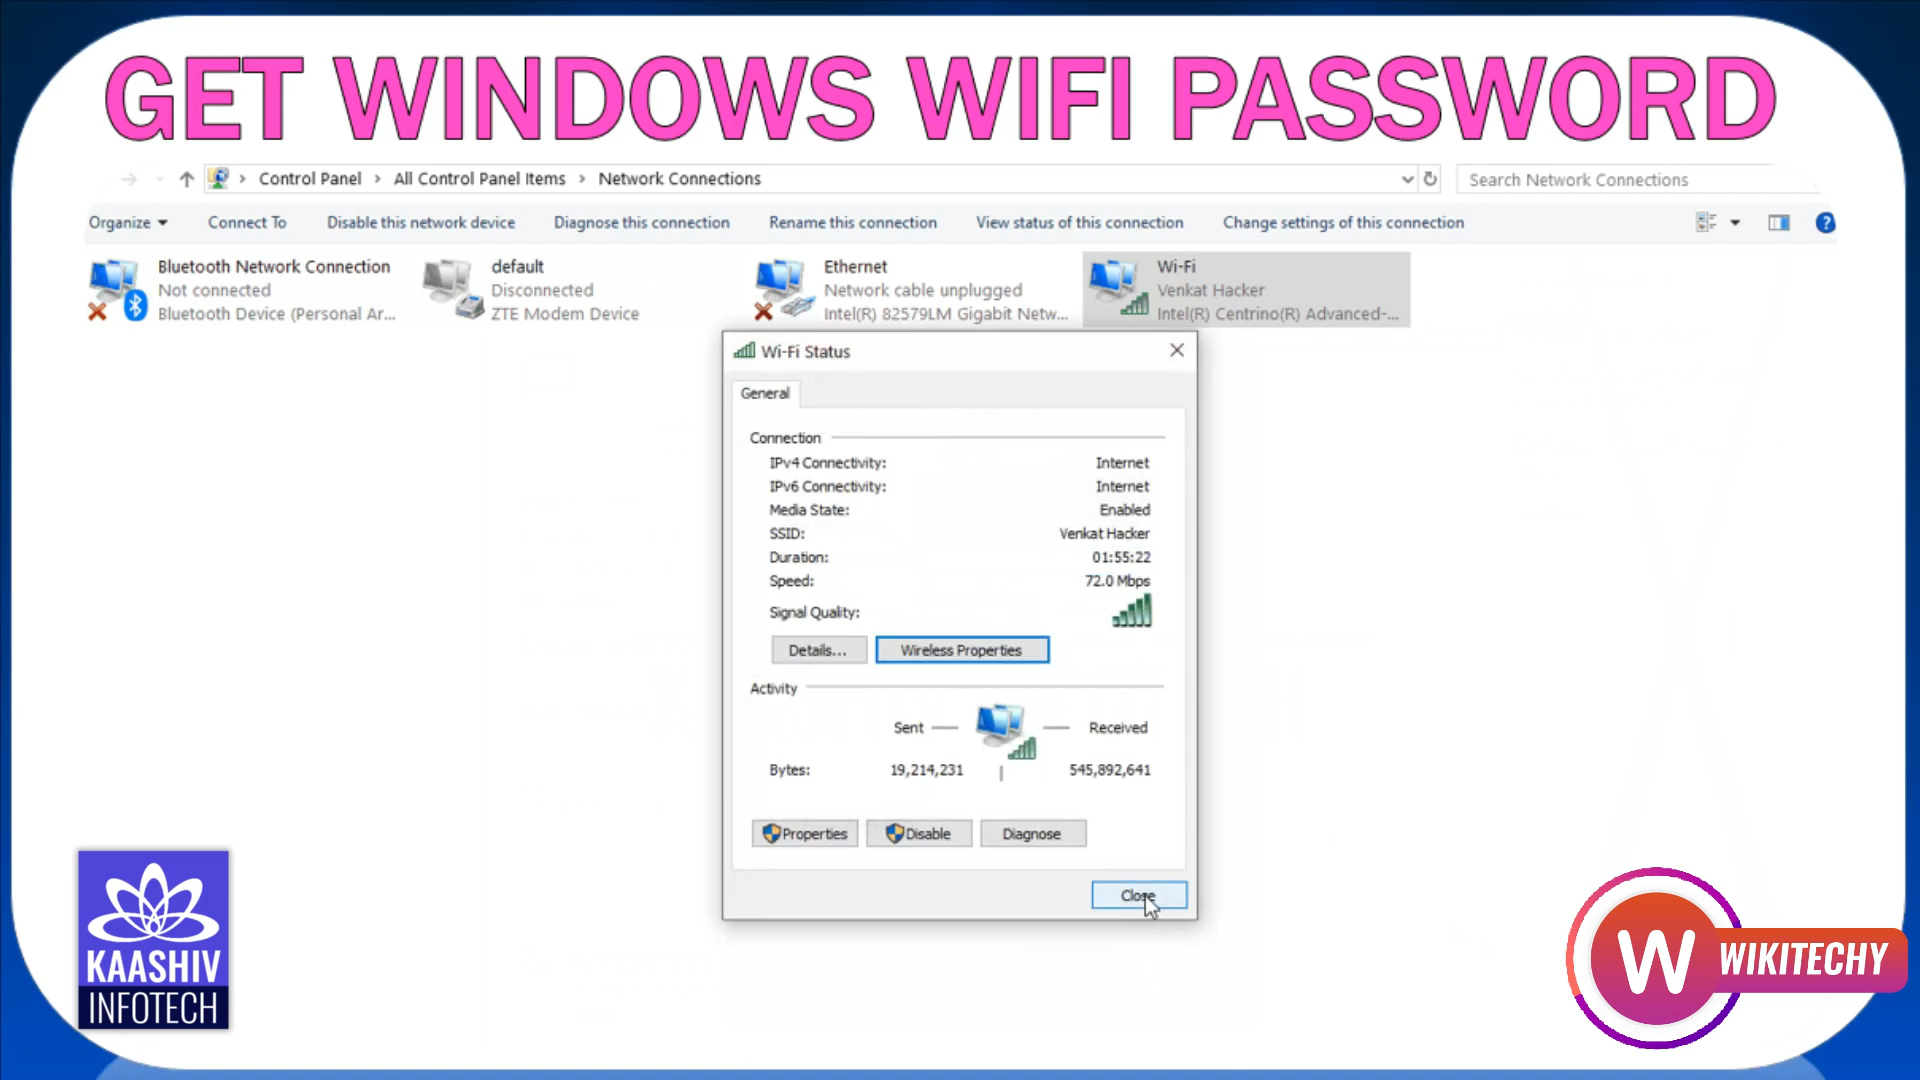 GET WINDOWS WIFI PASSWORD
Control Panel > All Control Panel Items > Network Connections
Search Network Connections
Organize Connect To Disable this network device Diagnose this connection Rename this connection View status of this connection Change settings of this connection
Bluetooth Network Connection
Not connected
Bluetooth Device (Personal Ar...
default
Disconnected
ZTE Modem Device
Ethernet
Network cable unplugged
Intel(R) 82579LM Gigabit Netw...
Wi-Fi
Venkat Hacker
Intel(R) Centrino(R) Advanced-...
Wi-Fi Status
General
Connection
IPv4 Connectivity: Internet
IPv6 Connectivity: Internet
Media State: Enabled
SSID: Venkat Hacker
Duration: 01:55:22
Speed: 72.0 Mbps
Signal Quality:
Details... Wireless Properties
Activity
Sent — Received
Bytes: 19,214,231 | 545,892,641
Properties Disable Diagnose
Close
KAASHIV
INFOTECH
W WIKITECHY